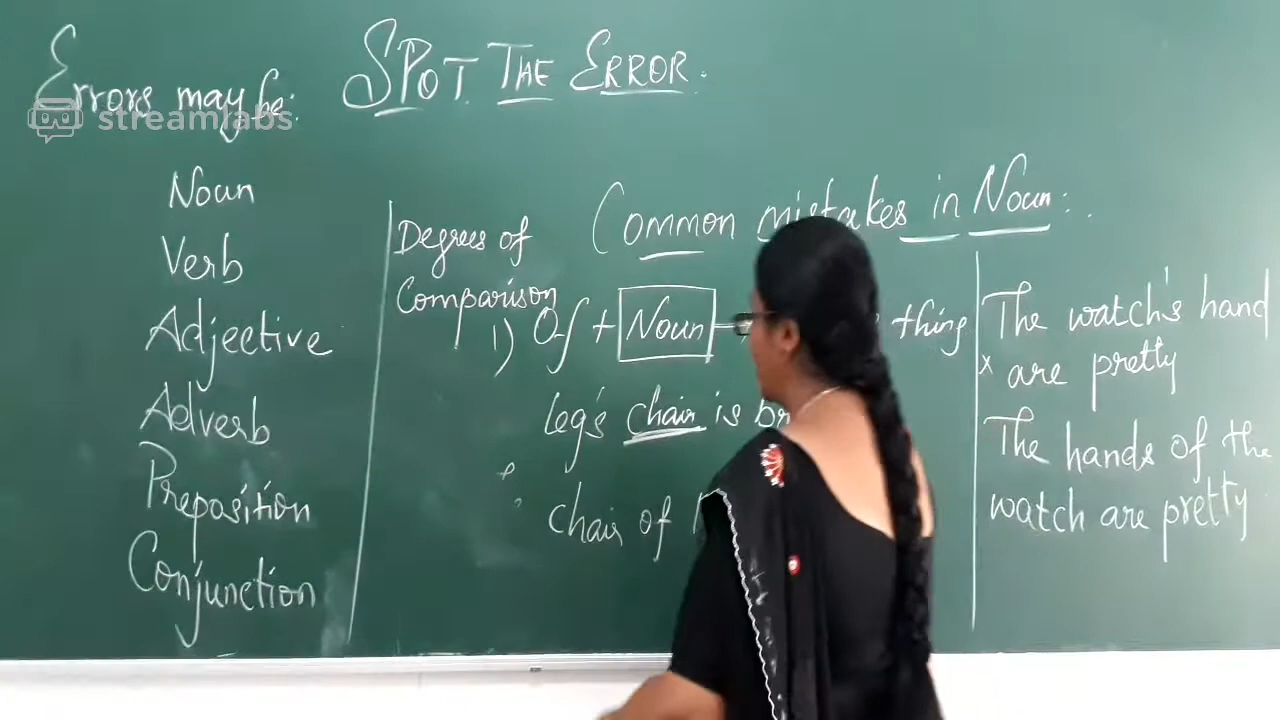 Errors may be:
SPOT THE ERROR.
streamlabs
Noun
Verb
Adjective
Adverb
Preposition
Conjunction
Degrees of
Comparison
Common mistakes in Noun:
1) Of + Noun thing
leg's chair is
chair of
The watch's hand
x are pretty
The hands of the
watch are pretty